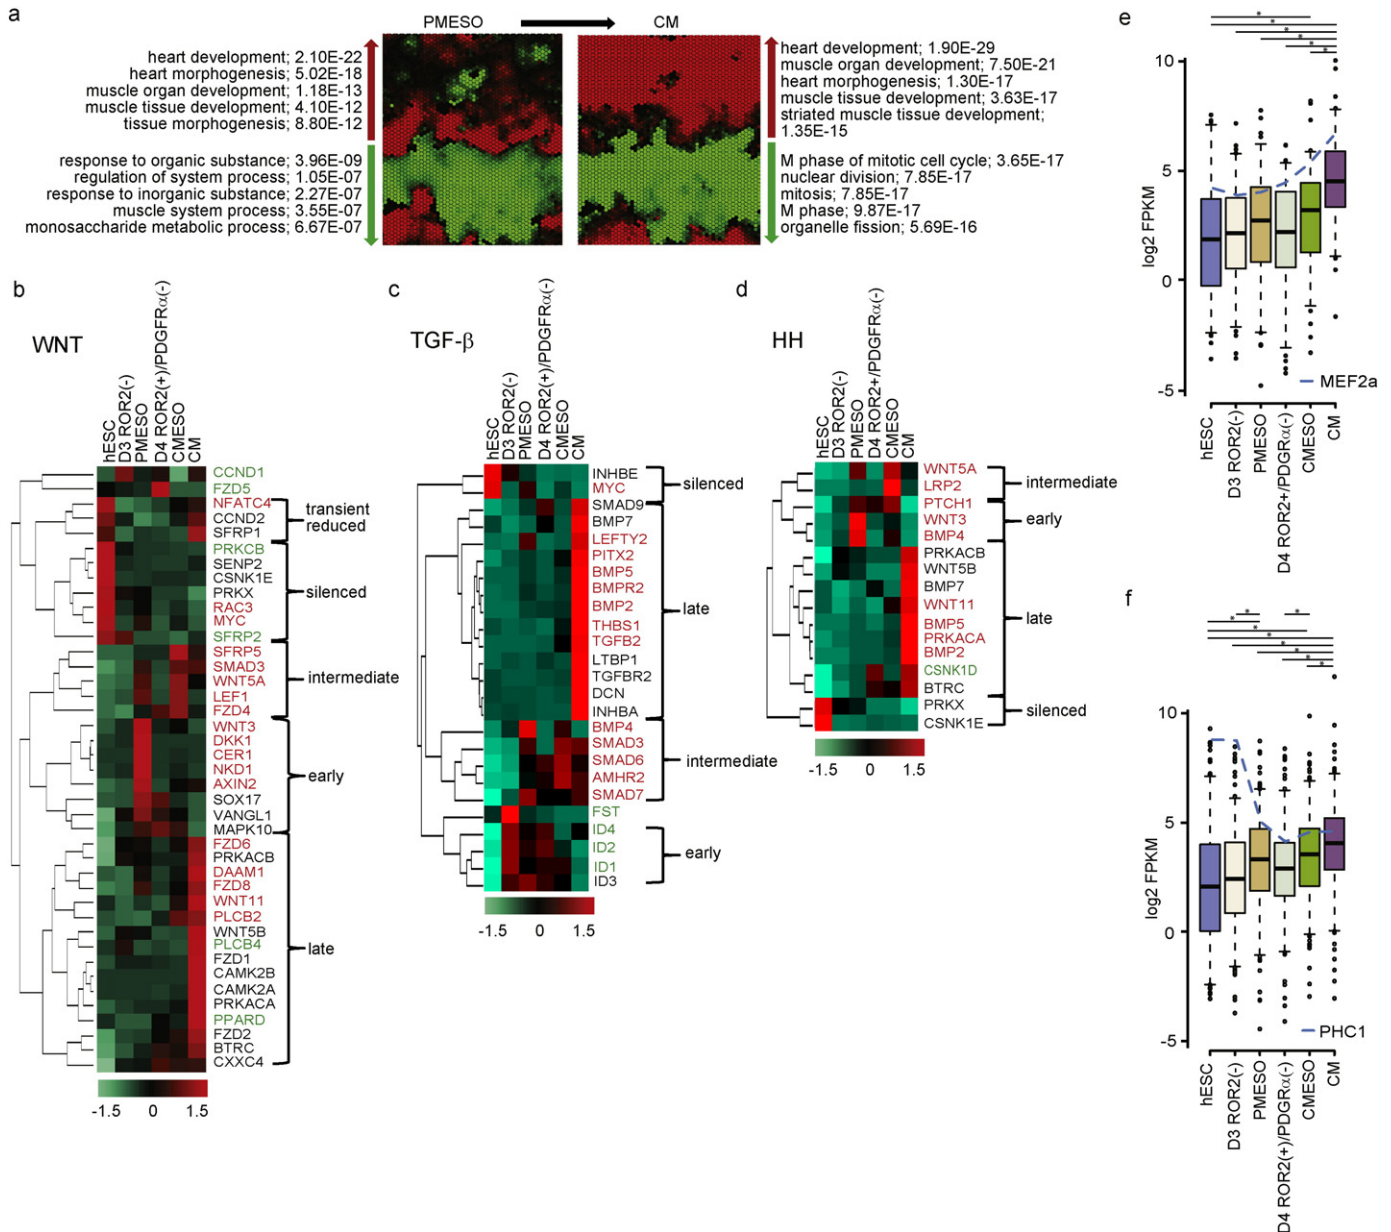 a
PMESO
CM
heart development; 2.10E-22
heart morphogenesis; 5.02E-18
muscle organ development; 1.18E-13
muscle tissue development; 4.10E-12
tissue morphogenesis; 8.80E-12
response to organic substance; 3.96E-09
regulation of system process; 1.05E-07
response to inorganic substance; 2.27E-07
muscle system process; 3.55E-07
monosaccharide metabolic process; 6.67E-07
heart development; 1.90E-29
muscle organ development; 7.50E-21
heart morphogenesis; 1.30E-17
muscle tissue development; 3.63E-17
striated muscle tissue development;
1.35E-15
M phase of mitotic cell cycle; 3.65E-17
nuclear division; 7.85E-17
mitosis; 7.85E-17
M phase; 9.87E-17
organelle fission; 5.69E-16
b
WNT
hESC
D3 ROR2(-)
PMESO
D4 ROR2(+)/PDGFRα(-)
CMESO
CM
CCND1
FZD5
NFATC4
CCND2
SFRP1
PRKCB
SENP2
CSNK1E
PRKX
RAC3
MYC
SFRP2
SFRP5
SMAD3
WNT5A
LEF1
FZD4
WNT3
DKK1
CER1
NKD1
AXIN2
SOX17
VANGL1
MAPK10
FZD6
PRKACB
DAAM1
FZD8
WNT11
PLCB2
WNT5B
PLCB4
FZD1
CAMK2B
CAMK2A
PRKACA
PPARD
FZD2
BTRC
CXXC4
transient
reduced
silenced
intermediate
early
late
-1.5 0 1.5
c
TGF-β
hESC
D3 ROR2(-)
PMESO
D4 ROR2(+)/PDGFRα(-)
CMESO
CM
INHBE
MYC
SMAD9
BMP7
LEFTY2
PITX2
BMP5
BMPR2
BMP2
THBS1
TGFB2
LTBP1
TGFBR2
DCN
INHBA
BMP4
SMAD3
SMAD6
AMHR2
SMAD7
FST
ID4
ID2
ID1
ID3
silenced
late
intermediate
early
-1.5 0 1.5
d
HH
hESC
D3 ROR2(-)
PMESO
D4 ROR2+/PDGFRα(-)
CMESO
CM
WNT5A
LRP2
PTCH1
WNT3
BMP4
PRKACB
WNT5B
BMP7
WNT11
BMP5
PRKACA
BMP2
CSNK1D
BTRC
PRKX
CSNK1E
intermediate
early
late
silenced
-1.5 0 1.5
e
* * * * * *
10
5
0
-5
log2 FPKM
MEF2a
hESC
D3 ROR2(-)
PMESO
D4 ROR2+/PDGRα(-)
CMESO
CM
f
* * * * * * * *
10
5
0
-5
log2 FPKM
PHC1
hESC
D3 ROR2(-)
PMESO
D4 ROR2(+)/PDGRα(-)
CMESO
CM